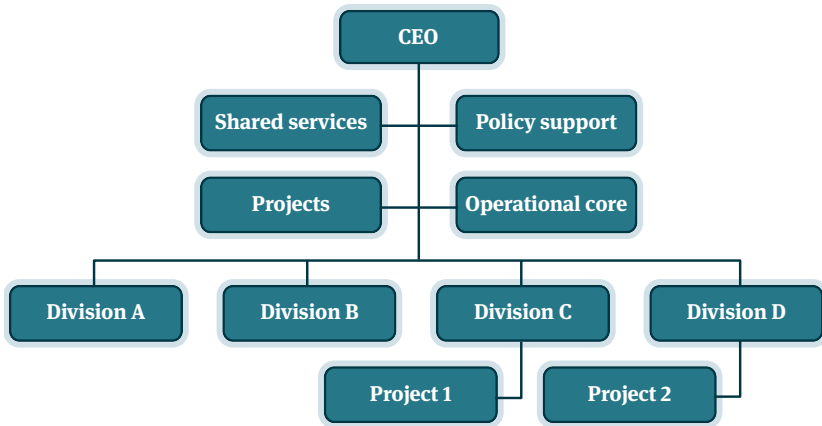 CEO
Shared services
Policy support
Projects
Operational core
Division A
Division B
Division C
Division D
Project 1
Project 2